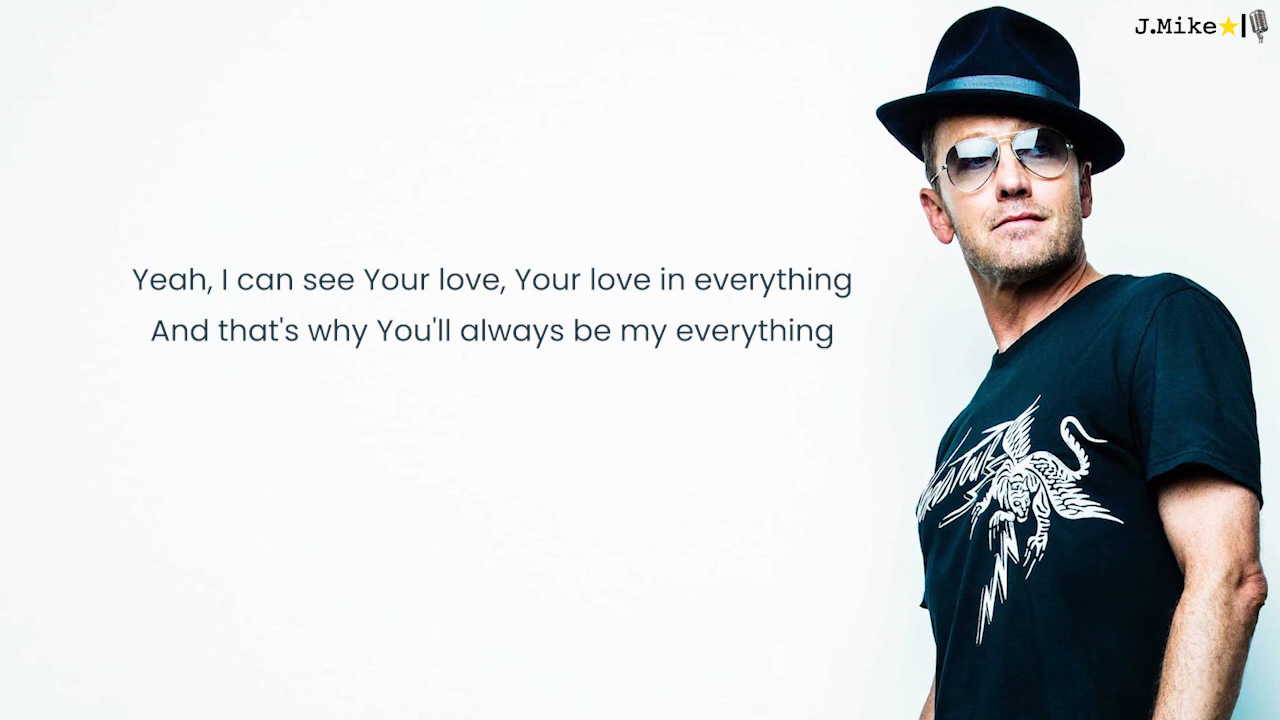 J.Mike
Yeah, I can see Your love, Your love in everything
And that's why You'll always be my everything